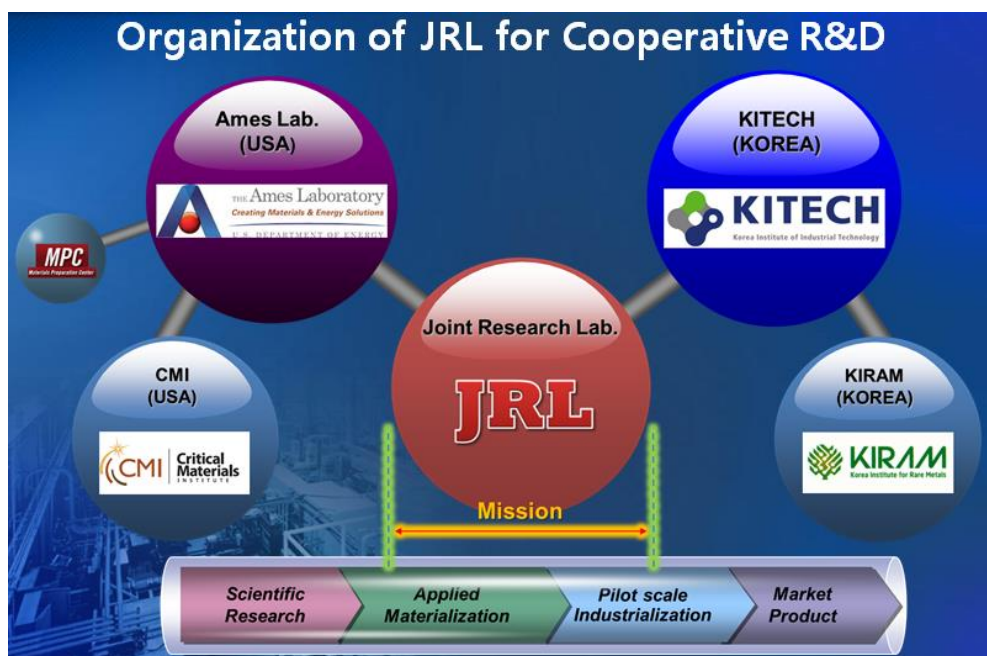 Organization of JRL for Cooperative R&D
Ames Lab.
(USA)
THE Ames Laboratory
Creating Materials & Energy Solutions
U.S. DEPARTMENT OF ENERGY
KITECH
(KOREA)
KITECH
Korea Institute of Industrial Technology
MPC
Materials Preparation Center
Joint Research Lab.
JRL
CMI
(USA)
CMI
Critical
Materials
INSTITUTE
KIRAM
(KOREA)
KIRAM
Korea Institute for Rare Metals
Mission
Scientific
Research
Applied
Materialization
Pilot scale
Industrialization
Market
Product